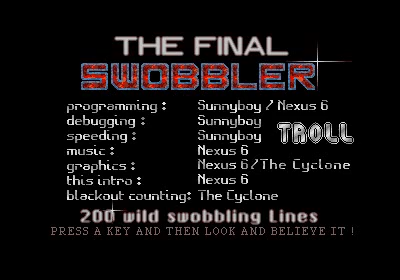 THE FINAL
SWOBBLER
programming: Sunnyboy / Nexus 6
debugging: Sunnyboy
speeding: Sunnyboy
TROLL
music: Nexus 6
graphics: Nexus 6/The Cyclone
this intro: Nexus 6
blackout counting: The Cyclone
200 wild swobbling Lines
PRESS A KEY AND THEN LOOK AND BELIEVE IT !